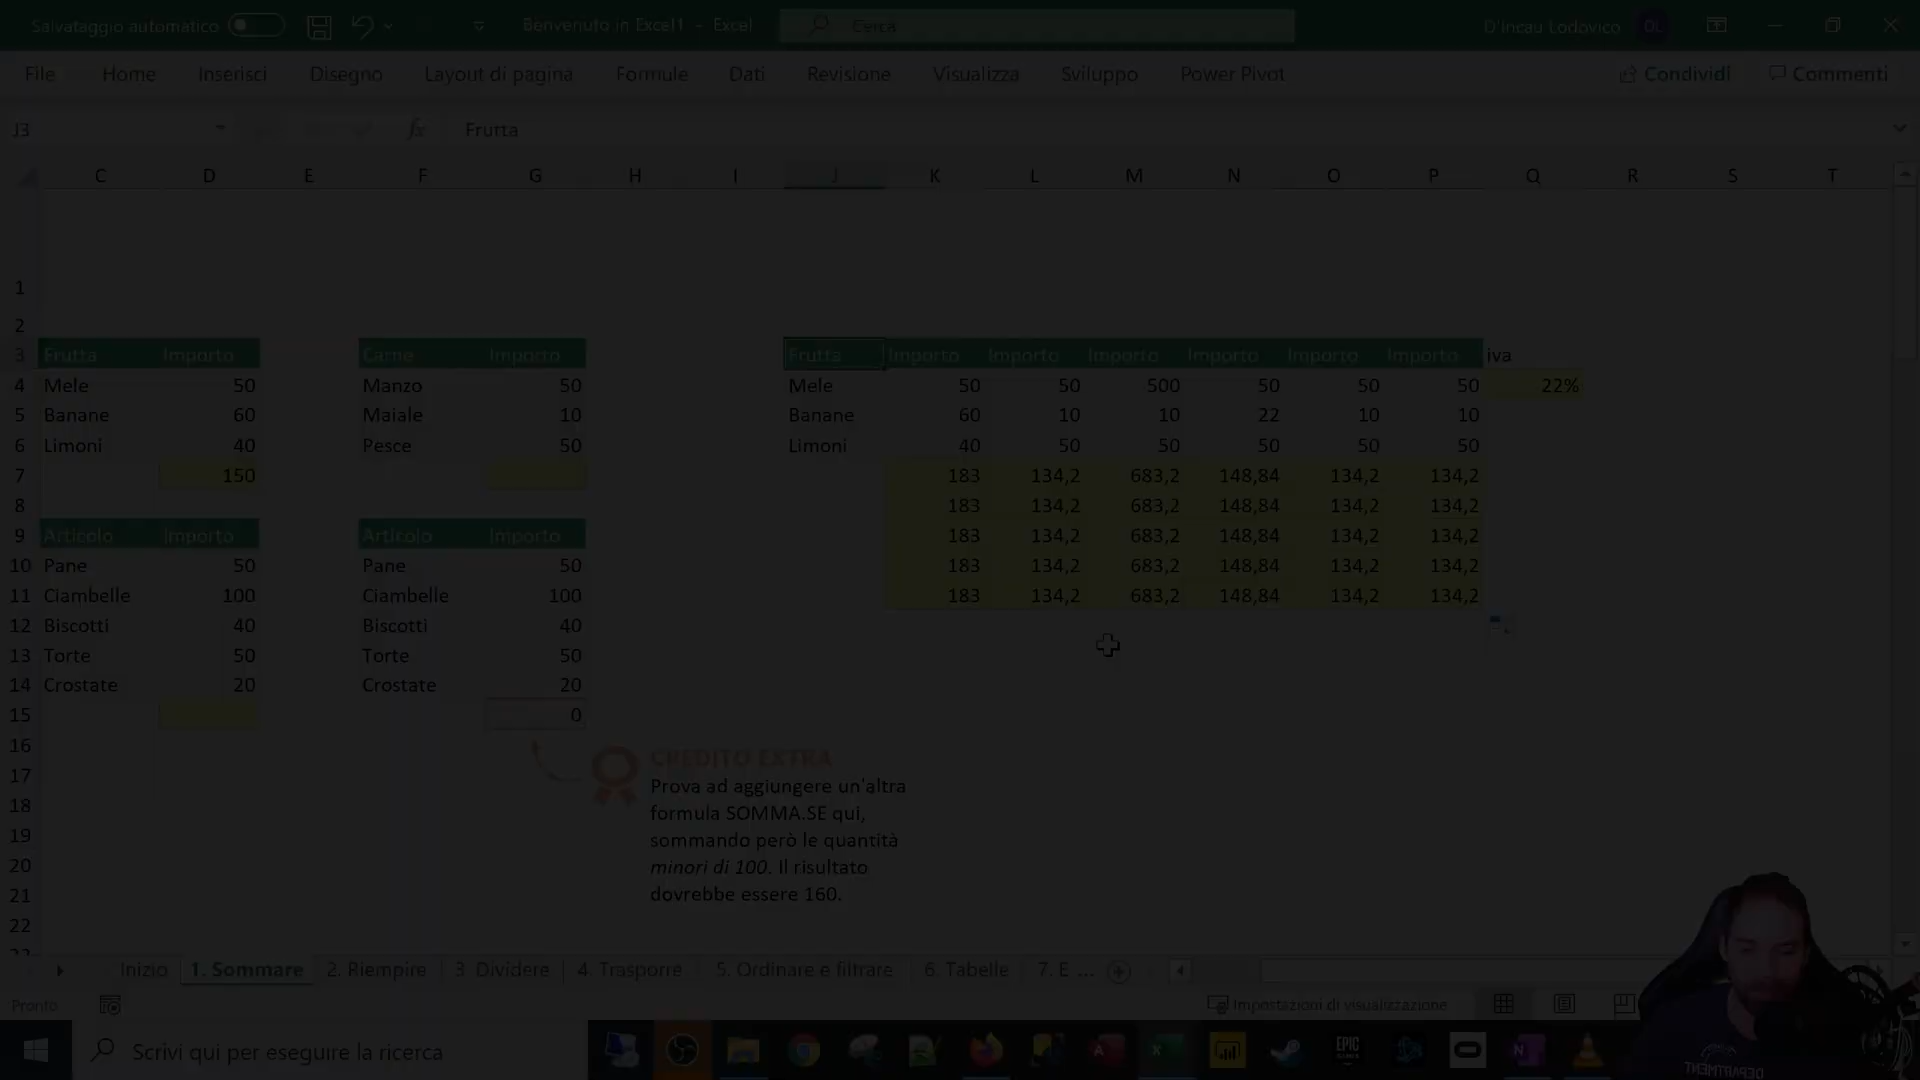 Salvataggio automatico Benvenuto in Excel1 - Excel Cerca D'Incau Lodovico DL
File Home Inserisci Disegno Layout di pagina Formule Dati Revisione Visualizza Sviluppo Power Pivot Condividi Commenti
J3 fx Frutta
C D E F G H I J K L M N O P Q R S T
1
2
3 Frutta Importo Carne Importo Frutta Importo Importo Importo Importo Importo Importo iva
4 Mele 50 Manzo 50 Mele 50 50 500 50 50 50 22%
5 Banane 60 Maiale 10 Banane 60 10 10 22 10 10
6 Limoni 40 Pesce 50 Limoni 40 50 50 50 50 50
7 150 183 134,2 683,2 148,84 134,2 134,2
8 183 134,2 683,2 148,84 134,2 134,2
9 Articolo Importo Articolo Importo 183 134,2 683,2 148,84 134,2 134,2
10 Pane 50 Pane 50 183 134,2 683,2 148,84 134,2 134,2
11 Ciambelle 100 Ciambelle 100 183 134,2 683,2 148,84 134,2 134,2
12 Biscotti 40 Biscotti 40
13 Torte 50 Torte 50
14 Crostate 20 Crostate 20
15 0
16
CREDITO EXTRA
17
Prova ad aggiungere un'altra
18
formula SOMMA.SE qui,
19
sommando però le quantità
20
minori di 100. Il risultato
21
dovrebbe essere 160.
22
Inizio 1. Sommare 2. Riempire 3 Dividere 4. Trasporre 5. Ordinare e filtrare 6. Tabelle 7. E ...
Pronto Impostazioni di visualizzazione
Scrivi qui per eseguire la ricerca
EPIC
GAMES
DEPARTMENT